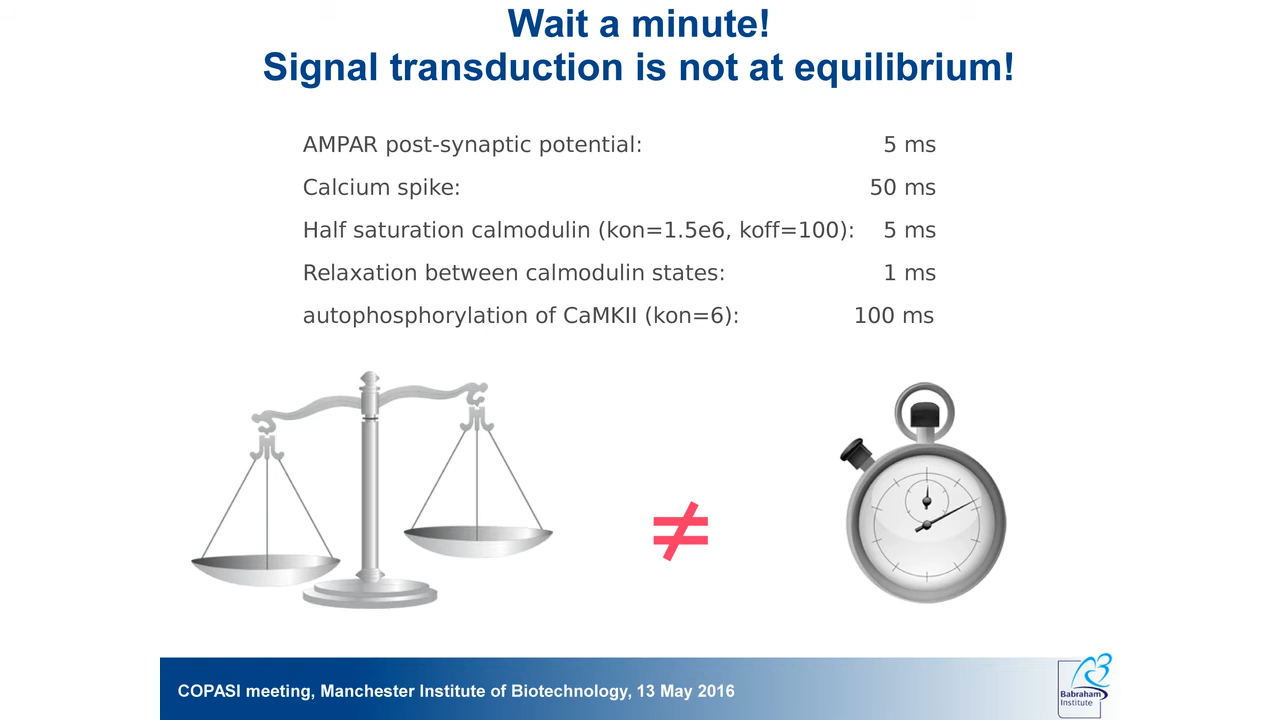 Wait a minute!
Signal transduction is not at equilibrium!
AMPAR post-synaptic potential: 5 ms
Calcium spike: 50 ms
Half saturation calmodulin (kon=1.5e6, koff=100): 5 ms
Relaxation between calmodulin states: 1 ms
autophosphorylation of CaMKII (kon=6): 100 ms
≠
COPASI meeting, Manchester Institute of Biotechnology, 13 May 2016
Babraham
Institute